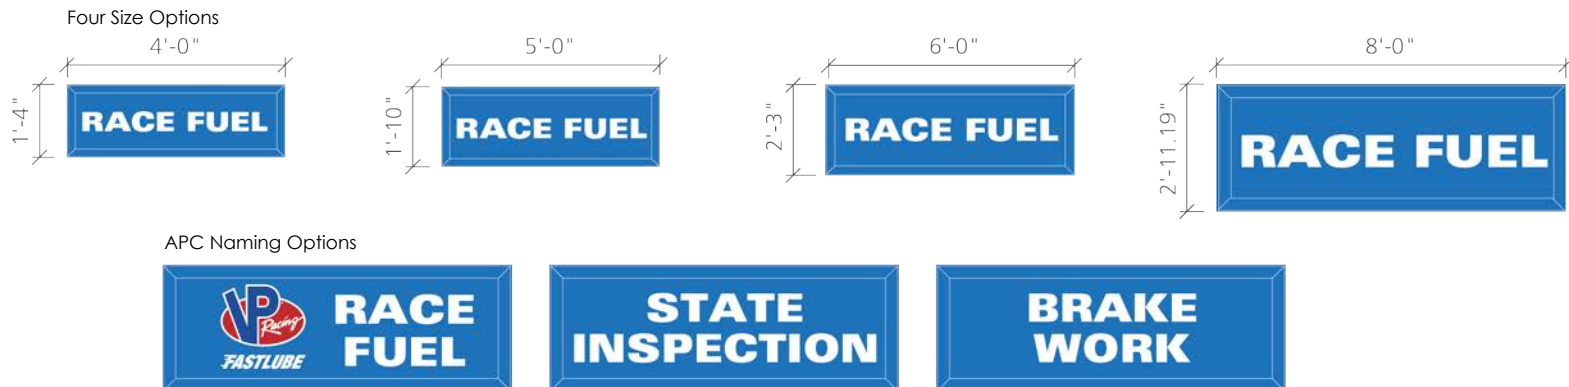 Four Size Options
4'-0"
5'-0"
6'-0"
8'-0"
1'-4"
RACE FUEL
1'-10"
RACE FUEL
2'-3"
RACE FUEL
2'-11.19"
RACE FUEL
APC Naming Options
VP Racing
FASTLUBE
RACE
FUEL
STATE
INSPECTION
BRAKE
WORK